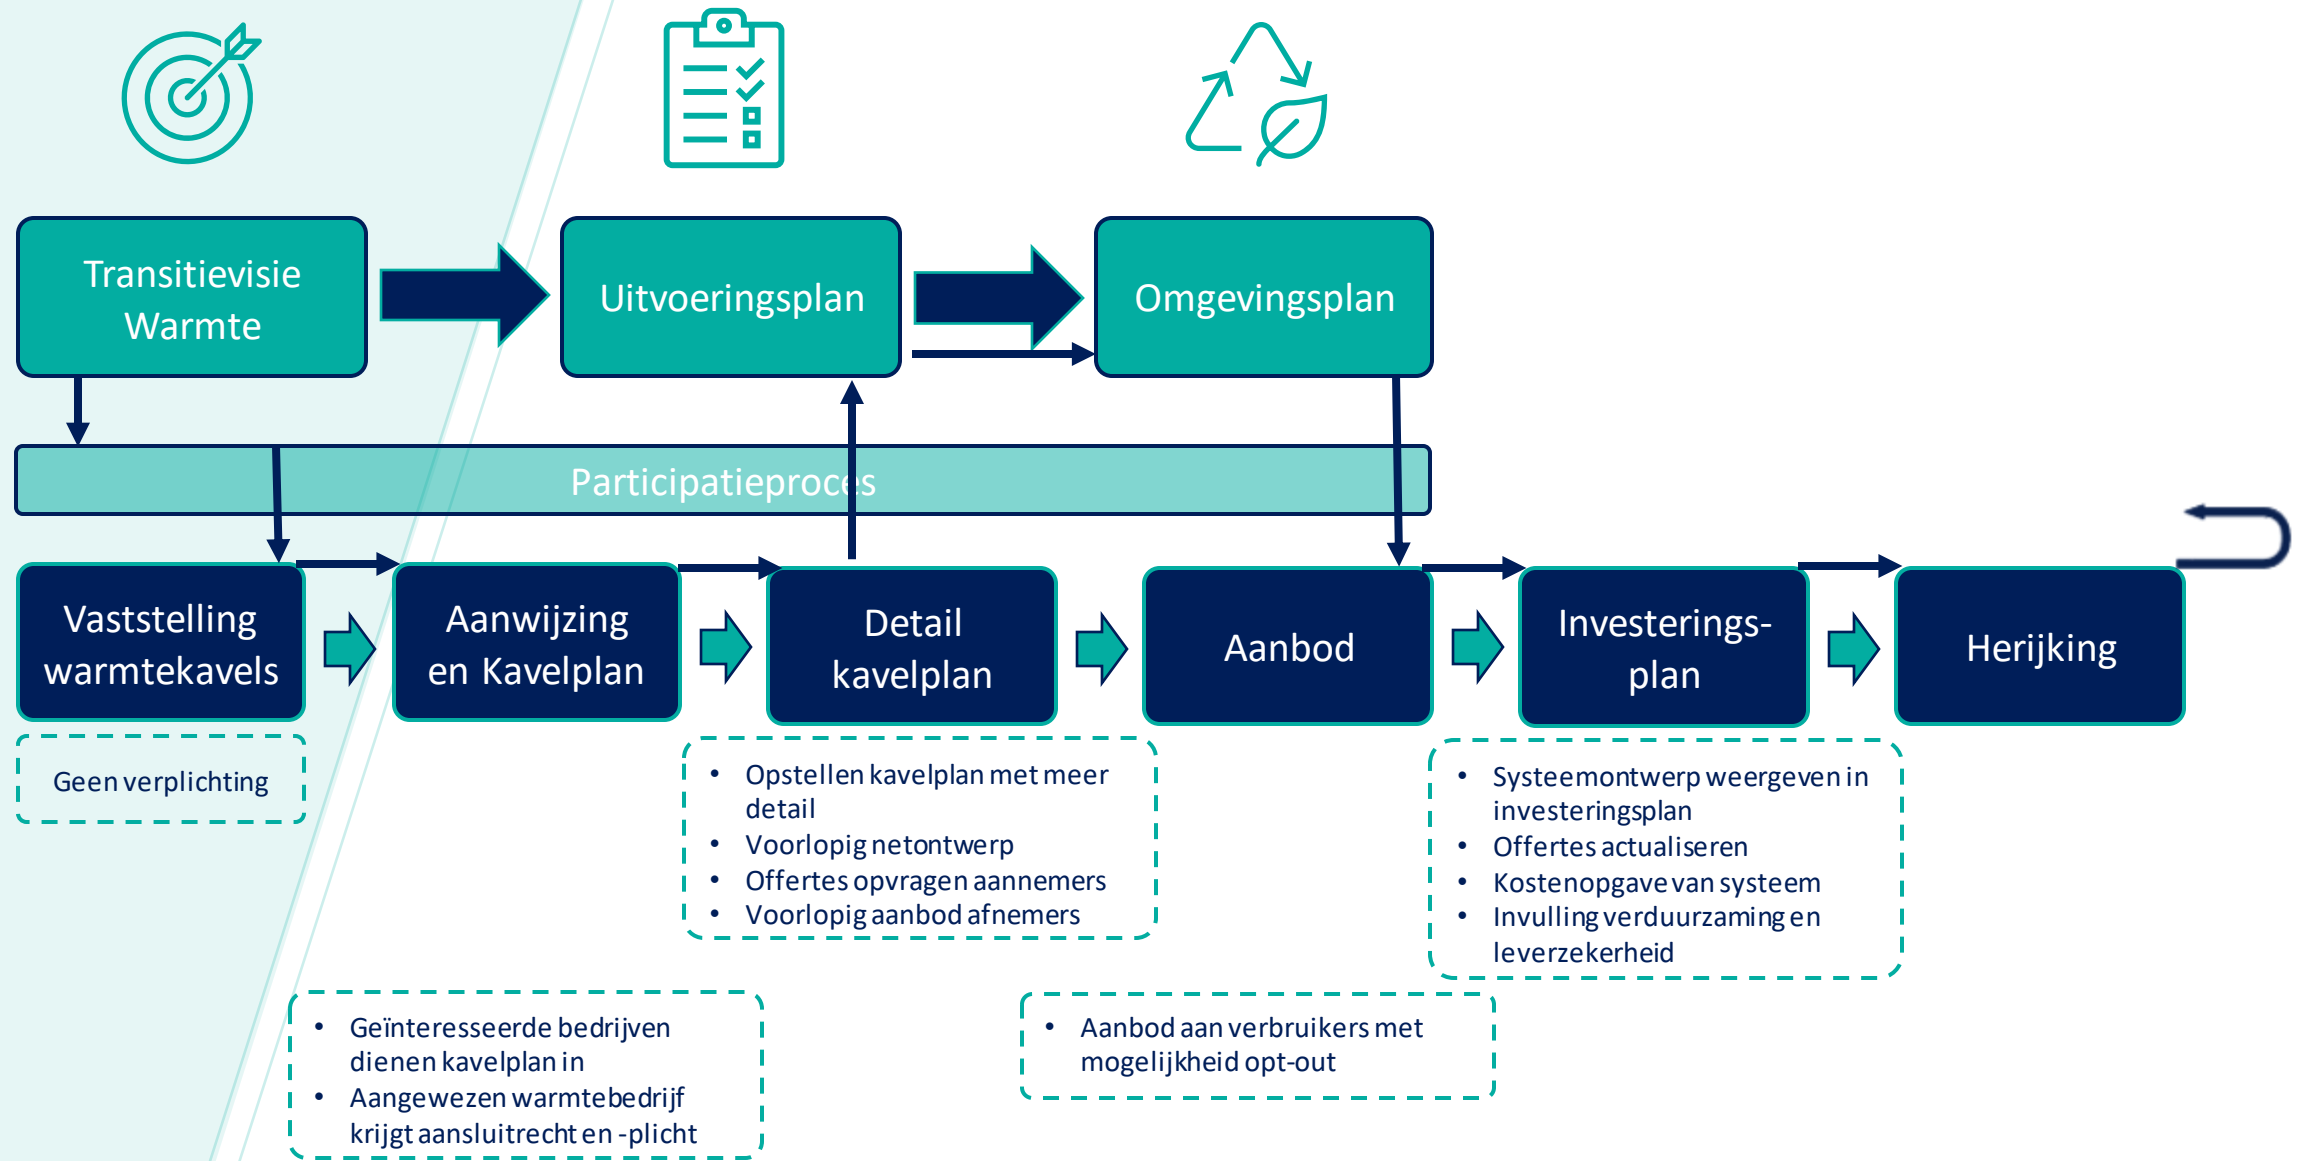 Transitievisie
Warmte
Uitvoeringsplan
Omgevingsplan
Participatieproces
Vaststelling
warmtekavels
Aanwijzing
en Kavelplan
Detail
kavelplan
Aanbod
Investerings-
plan
Herijking
Geen verplichting
• Opstellen kavelplan met meer
detail
• Voorlopig netontwerp
• Offertes opvragen aannemers
• Voorlopig aanbod afnemers
• Systeemontwerp weergeven in
investeringsplan
• Offertes actualiseren
• Kostenopgave van systeem
• Invulling verduurzaming en
leverzekerheid
• Geïnteresseerde bedrijven
dienen kavelplan in
• Aangewezen warmtebedrijf
krijgt aansluitrecht en -plicht
• Aanbod aan verbruikers met
mogelijkheid opt-out